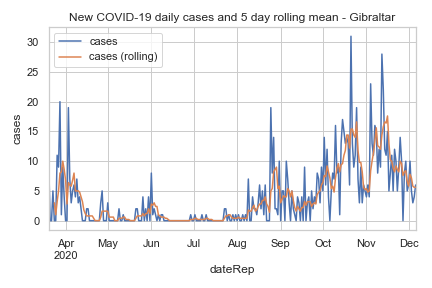 New COVID-19 daily cases and 5 day rolling mean - Gibraltar
cases
cases (rolling)
30
25
20
15
10
5
0
cases
Apr May Jun Jul Aug Sep Oct Nov Dec
2020
dateRep